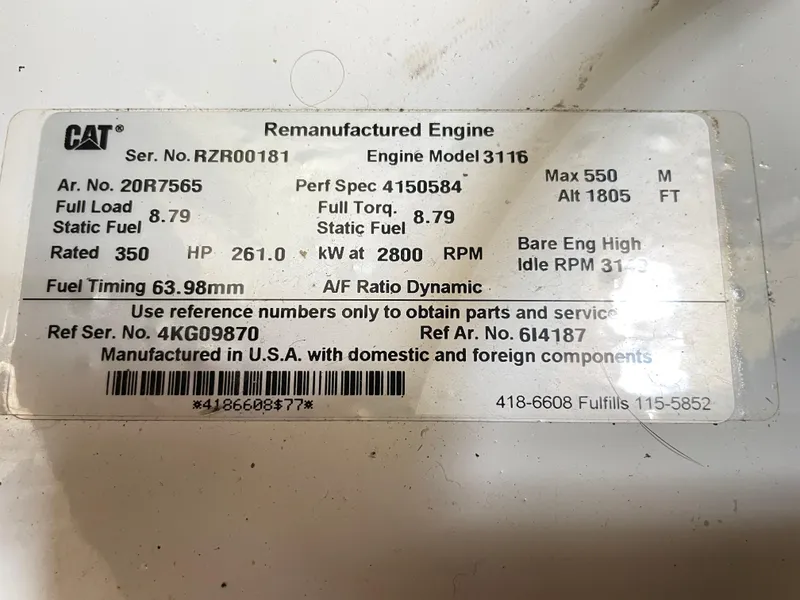 CAT® Remanufactured Engine
Ser. No. RZR00181 Engine Model 3116
Ar. No. 20R7565 Perf Spec 4150584 Max 550 M
Alt 1805 FT
Full Load Static Fuel 8.79 Full Torq. Static Fuel 8.79
Rated 350 HP 261.0 kW at 2800 RPM
Bare Eng High
Idle RPM
Fuel Timing 63.98mm A/F Ratio Dynamic
Use reference numbers only to obtain parts and service
Ref Ser. No. 4KG09870 Ref Ar. No. 6I4187
Manufactured in U.S.A. with domestic and foreign components
*4186608$77*
418-6608 Fulfills 115-5852